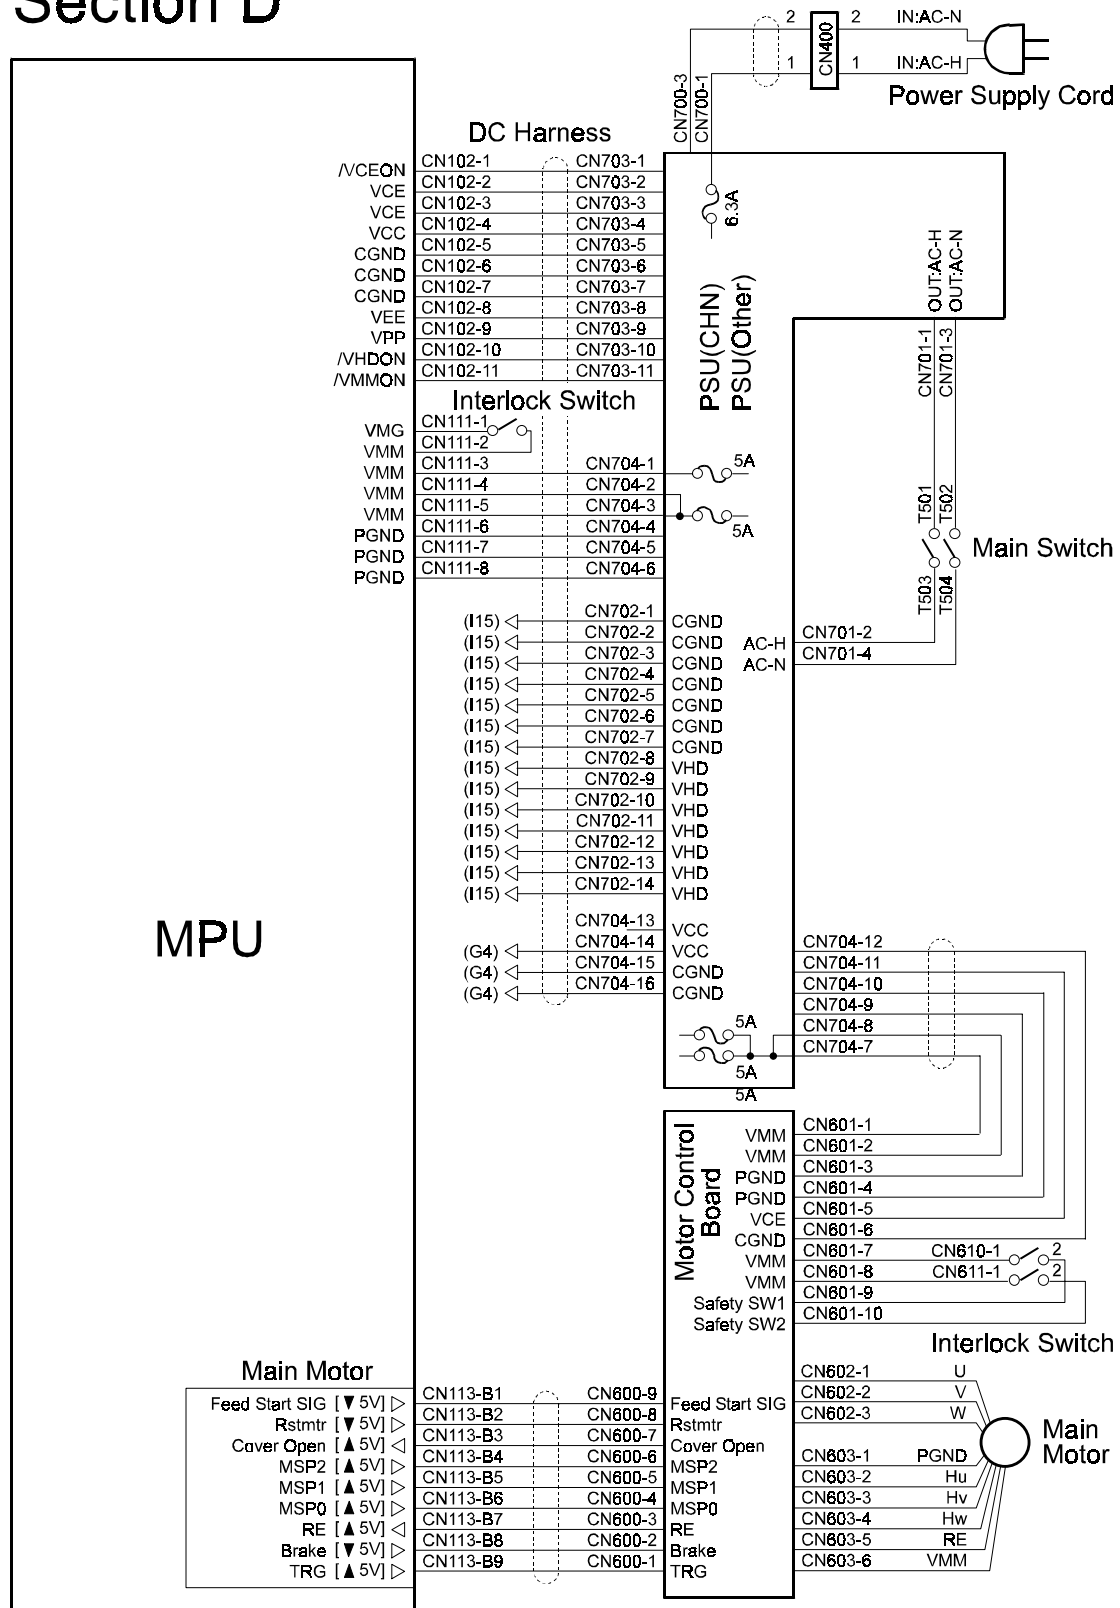 Section D
2 CN400 2 IN:AC-N
1 1 IN:AC-H
Power Supply Cord
CN700-3
CN700-1
DC Harness
/VCEON CN102-1 CN703-1
VCE CN102-2 CN703-2
VCE CN102-3 CN703-3
VCC CN102-4 CN703-4
CGND CN102-5 CN703-5
CGND CN102-6 CN703-6
CGND CN102-7 CN703-7
VEE CN102-8 CN703-8
VPP CN102-9 CN703-9
/VHDON CN102-10 CN703-10
/VMMON CN102-11 CN703-11
6.3A
PSU(CHN)
PSU(Other)
OUT:AC-H
OUT:AC-N
CN701-1
CN701-3
Interlock Switch
VMG CN111-1
VMM CN111-2
VMM CN111-3 CN704-1 5A
VMM CN111-4 CN704-2
VMM CN111-5 CN704-3 5A
PGND CN111-6 CN704-4
PGND CN111-7 CN704-5
PGND CN111-8 CN704-6
T501
T502
Main Switch
T503
T504
AC-H CN701-2
AC-N CN701-4
(I15) CN702-1 CGND
(I15) CN702-2 CGND
(I15) CN702-3 CGND
(I15) CN702-4 CGND
(I15) CN702-5 CGND
(I15) CN702-6 CGND
(I15) CN702-7 CGND
(I15) CN702-8 VHD
(I15) CN702-9 VHD
(I15) CN702-10 VHD
(I15) CN702-11 VHD
(I15) CN702-12 VHD
(I15) CN702-13 VHD
(I15) CN702-14 VHD
MPU
CN704-13 VCC
(G4) CN704-14 VCC
(G4) CN704-15 CGND
(G4) CN704-16 CGND
CN704-12
CN704-11
CN704-10
CN704-9
5A CN704-8
CN704-7
5A
5A
Motor Control
Board
VMM CN601-1
VMM CN601-2
PGND CN601-3
PGND CN601-4
VCE CN601-5
CGND CN601-6
VMM CN601-7 CN610-1 2
VMM CN601-8 CN611-1 2
Safety SW1 CN601-9
Safety SW2 CN601-10
Interlock Switch
Main Motor
Feed Start SIG [▼5V] ▷ CN113-B1 CN600-9 Feed Start SIG
Rstmtr [▼5V] ▷ CN113-B2 CN600-8 Rstmtr
Cover Open [▲5V] ◁ CN113-B3 CN600-7 Cover Open
MSP2 [▲5V] ▷ CN113-B4 CN600-6 MSP2
MSP1 [▲5V] ▷ CN113-B5 CN600-5 MSP1
MSP0 [▲5V] ▷ CN113-B6 CN600-4 MSP0
RE [▲5V] ◁ CN113-B7 CN600-3 RE
Brake [▼5V] ▷ CN113-B8 CN600-2 Brake
TRG [▲5V] ▷ CN113-B9 CN600-1 TRG
CN602-1 U
CN602-2 V
CN602-3 W
CN603-1 PGND
CN603-2 Hu
CN603-3 Hv
CN603-4 Hw
CN603-5 RE
CN603-6 VMM
Main
Motor